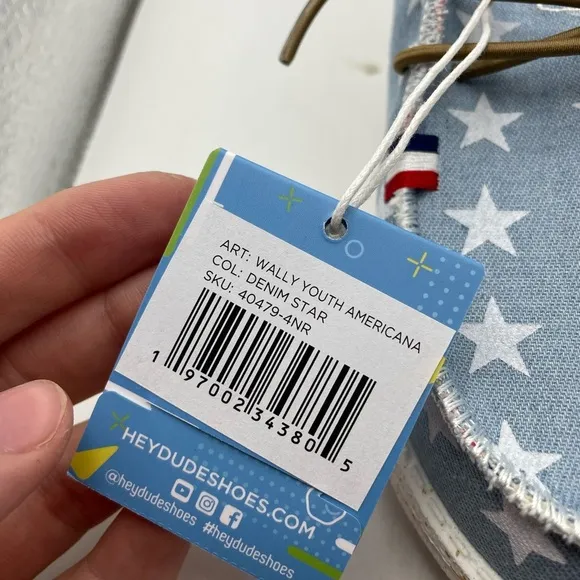 ART: WALLY YOUTH AMERICANA
COL: DENIM STAR
SKU: 40479-4NR
1 97002 34380 5
HEYDUDESHOES.COM
@heydudeshoes #heydudeshoes